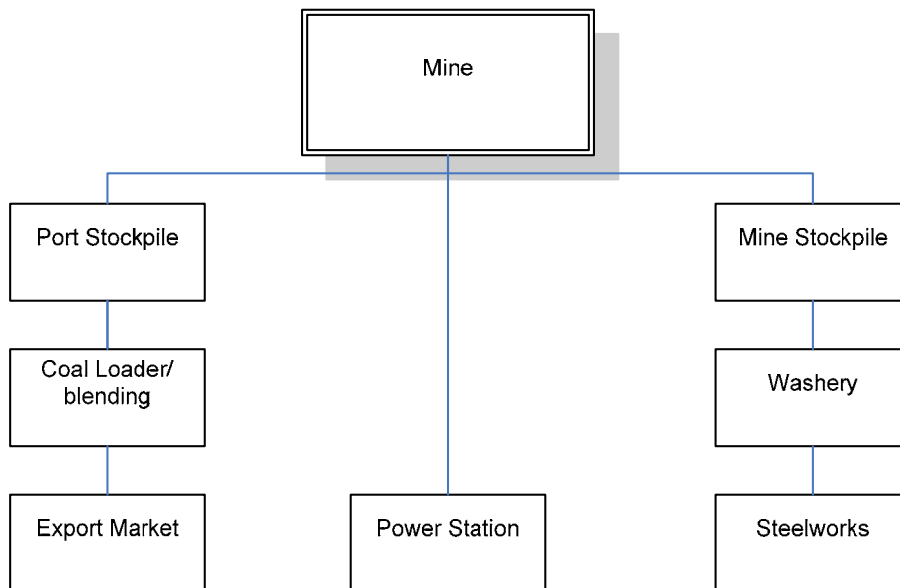 Mine
Port Stockpile
Mine Stockpile
Coal Loader/
blending
Washery
Export Market
Power Station
Steelworks